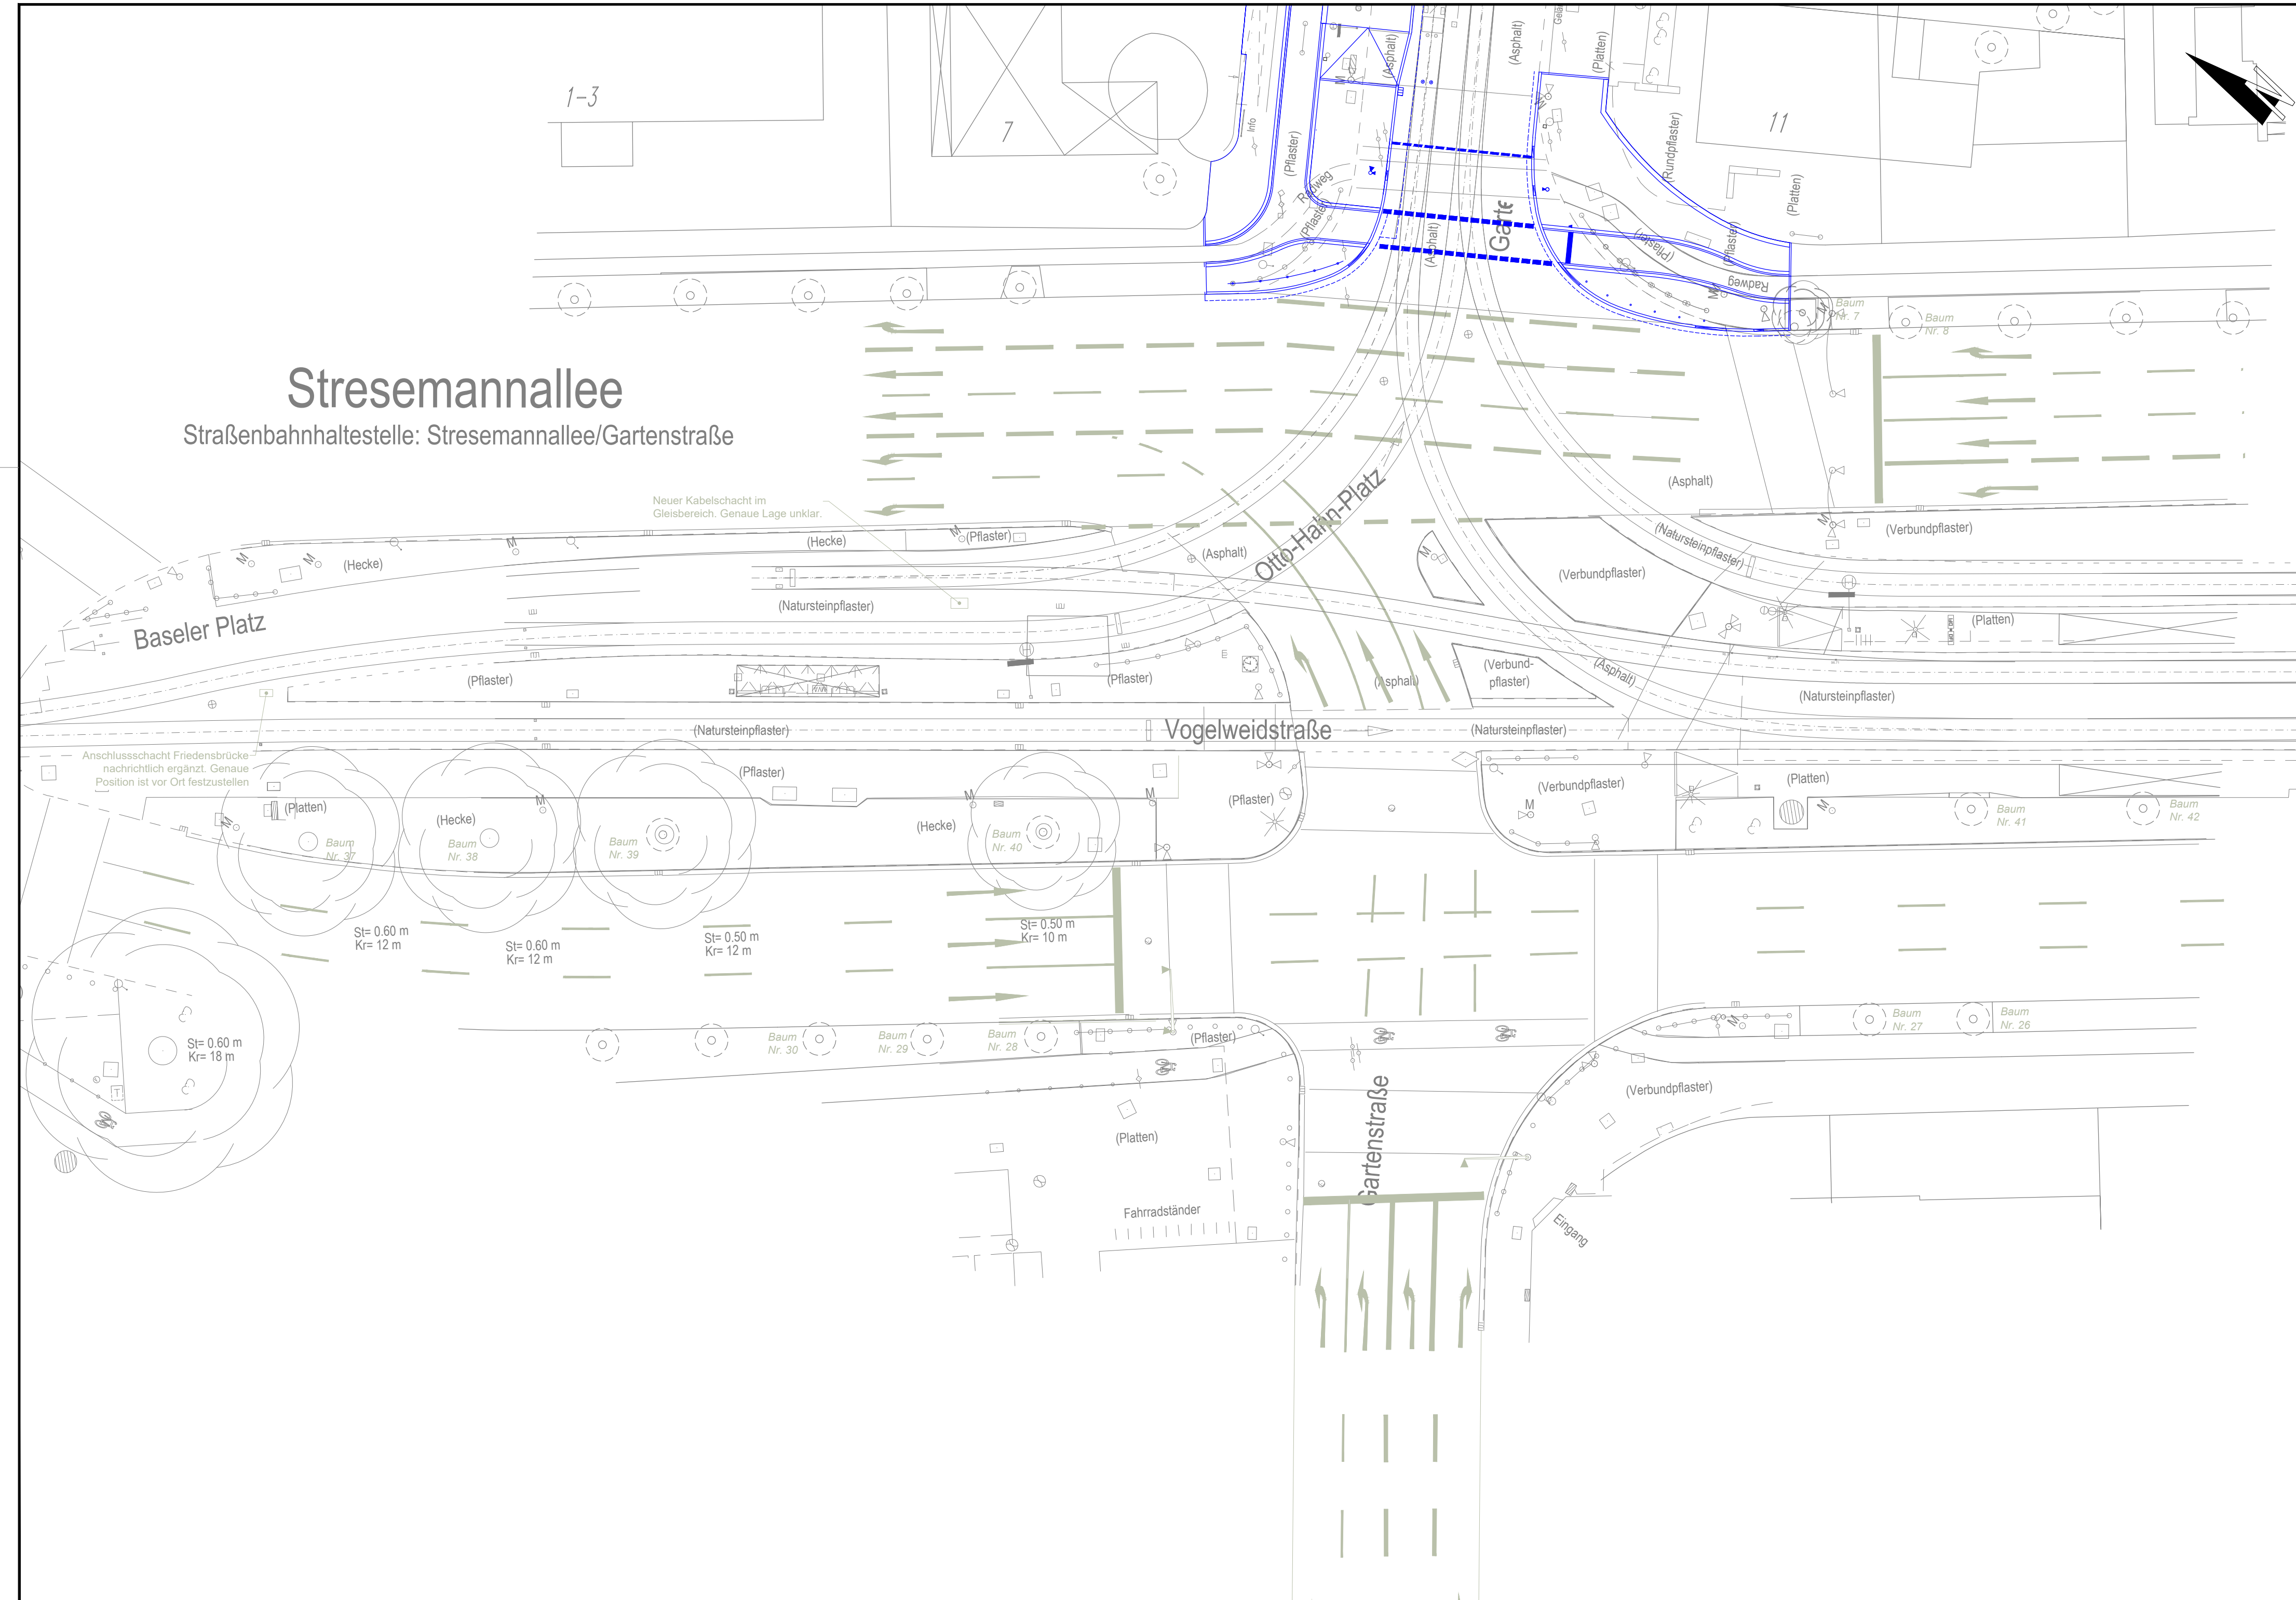 1-3
7
11
Info
(Pflaster)
Radweg
(Pflaster)
(Asphalt)
(Asphalt)
(Asphalt)
Garte
(Platten)
(Rundpflaster)
(Platten)
(Pflaster)
(Pflaster)
Radweg
M
M
M
M
N
Baum
Nr. 7
Baum
Nr. 8
Stresemannallee
Straßenbahnhaltestelle: Stresemannallee/Gartenstraße
Neuer Kabelschacht im
Gleisbereich. Genaue Lage unklar.
(Asphalt)
Otto-Hahn-Platz
(Hecke)
(Hecke)
(Pflaster)
M
M
M
M
M
M
(Asphalt)
(Natursteinpflaster)
(Verbundpflaster)
(Verbundpflaster)
(Natursteinpflaster)
Baseler Platz
(Platten)
(Pflaster)
(Pflaster)
(Asphalt)
(Verbund-
pflaster)
(Asphalt)
(Natursteinpflaster)
(Natursteinpflaster)
Vogelweidstraße
(Natursteinpflaster)
Anschlussschacht Friedensbrücke
nachrichtlich ergänzt. Genaue
Position ist vor Ort festzustellen
(Pflaster)
(Platten)
(Hecke)
(Hecke)
(Pflaster)
(Verbundpflaster)
(Platten)
M
M
M
M
M
M
Baum
Nr. 37
Baum
Nr. 38
Baum
Nr. 39
Baum
Nr. 40
Baum
Nr. 41
Baum
Nr. 42
St= 0.60 m
Kr= 12 m
St= 0.60 m
Kr= 12 m
St= 0.50 m
Kr= 12 m
St= 0.50 m
Kr= 10 m
St= 0.60 m
Kr= 18 m
T
Baum
Nr. 30
Baum
Nr. 29
Baum
Nr. 28
(Pflaster)
M
Baum
Nr. 27
Baum
Nr. 26
(Verbundpflaster)
(Platten)
Gartenstraße
Fahrradständer
Eingang